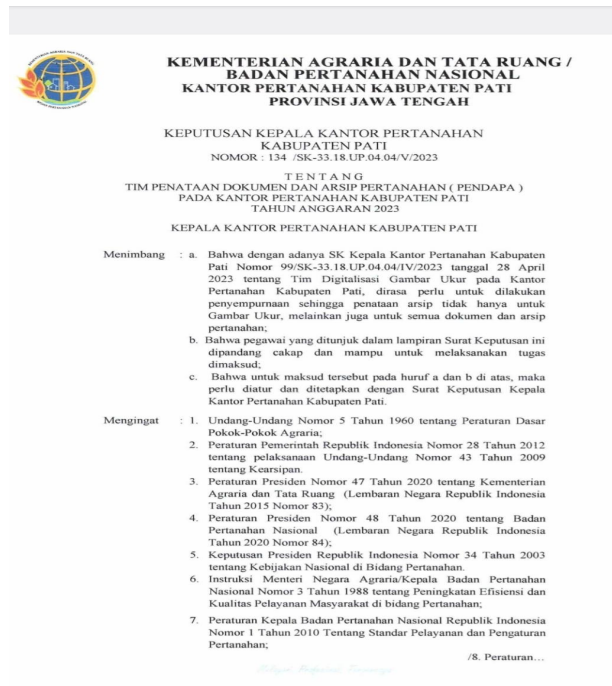 KEMENTERIAN AGRARIA DAN TATA RUANG /
BADAN PERTANAHAN NASIONAL
KANTOR PERTANAHAN KABUPATEN PATI
PROVINSI JAWA TENGAH
KEPUTUSAN KEPALA KANTOR PERTANAHAN
KABUPATEN PATI
NOMOR : 134 /SK-33.18.UP.04.04/V/2023
T E N T A N G
TIM PENATAAN DOKUMEN DAN ARSIP PERTANAHAN ( PENDAPA )
PADA KANTOR PERTANAHAN KABUPATEN PATI
TAHUN ANGGARAN 2023
KEPALA KANTOR PERTANAHAN KABUPATEN PATI
Menimbang : a. Bahwa dengan adanya SK Kepala Kantor Pertanahan Kabupaten
Pati Nomor 99/SK-33.18.UP.04.04/IV/2023 tanggal 28 April
2023 tentang Tim Digitalisasi Gambar Ukur pada Kantor
Pertanahan Kabupaten Pati, dirasa perlu untuk dilakukan
penyempurnaan sehingga penataan arsip tidak hanya untuk
Gambar Ukur, melainkan juga untuk semua dokumen dan arsip
pertanahan;
b. Bahwa pegawai yang ditunjuk dalam lampiran Surat Keputusan ini
dipandang cakap dan mampu untuk melaksanakan tugas
dimaksud;
c. Bahwa untuk maksud tersebut pada huruf a dan b di atas, maka
perlu diatur dan ditetapkan dengan Surat Keputusan Kepala
Kantor Pertanahan Kabupaten Pati.
Mengingat : 1. Undang-Undang Nomor 5 Tahun 1960 tentang Peraturan Dasar
Pokok-Pokok Agraria;
2. Peraturan Pemerintah Republik Indonesia Nomor 28 Tahun 2012
tentang pelaksanaan Undang-Undang Nomor 43 Tahun 2009
tentang Kearsipan.
3. Peraturan Presiden Nomor 47 Tahun 2020 tentang Kementerian
Agraria dan Tata Ruang (Lembaran Negara Republik Indonesia
Tahun 2015 Nomor 83);
4. Peraturan Presiden Nomor 48 Tahun 2020 tentang Badan
Pertanahan Nasional (Lembaran Negara Republik Indonesia
Tahun 2020 Nomor 84);
5. Keputusan Presiden Republik Indonesia Nomor 34 Tahun 2003
tentang Kebijakan Nasional di Bidang Pertanahan.
6. Instruksi Menteri Negara Agraria/Kepala Badan Pertanahan
Nasional Nomor 3 Tahun 1988 tentang Peningkatan Efisiensi dan
Kualitas Pelayanan Masyarakat di bidang Pertanahan;
7. Peraturan Kepala Badan Pertanahan Nasional Republik Indonesia
Nomor 1 Tahun 2010 Tentang Standar Pelayanan dan Pengaturan
Pertanahan;
/8. Peraturan...